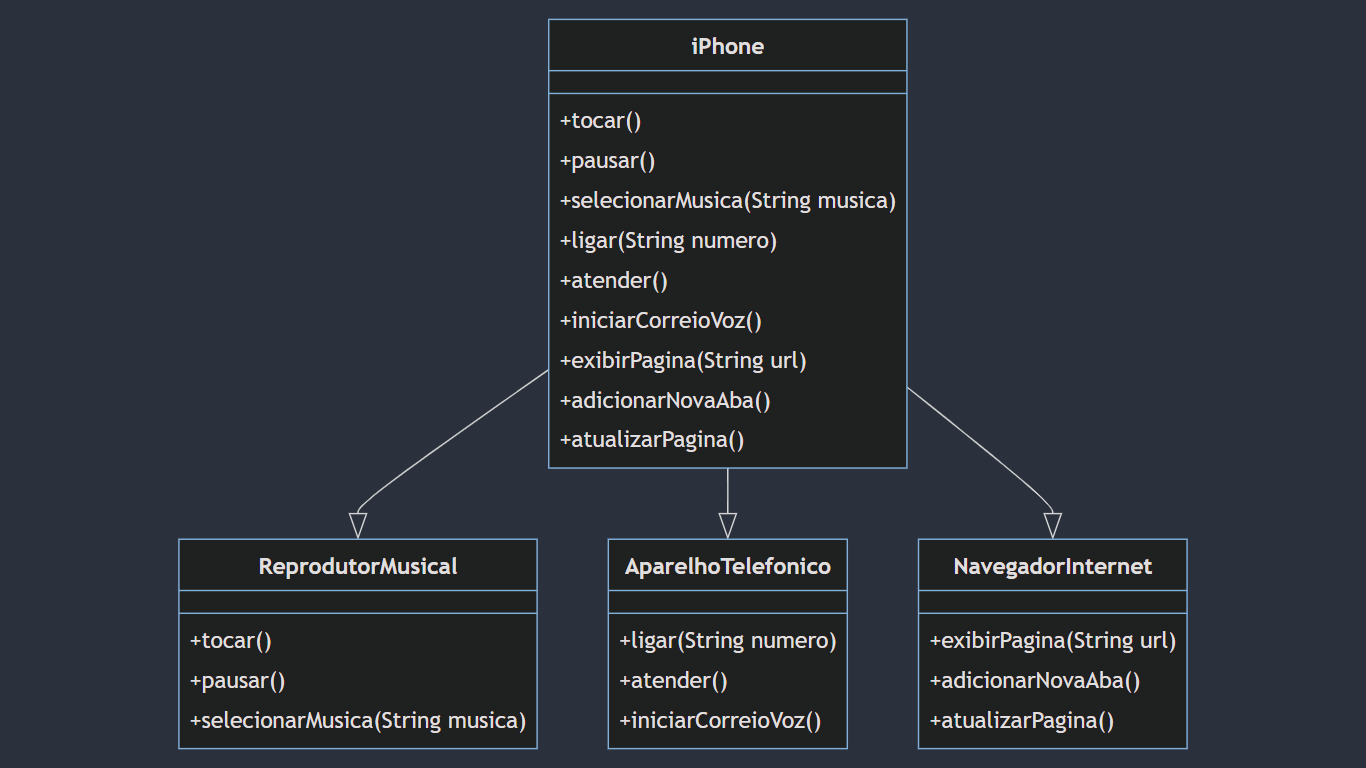 iPhone
+tocar()
+pausar()
+selecionarMusica(String musica)
+ligar(String numero)
+atender()
+iniciarCorreioVoz()
+exibirPagina(String url)
+adicionarNovaAba()
+atualizarPagina()
ReprodutorMusical
+tocar()
+pausar()
+selecionarMusica(String musica)
AparelhoTelefonico
+ligar(String numero)
+atender()
+iniciarCorreioVoz()
NavegadorInternet
+exibirPagina(String url)
+adicionarNovaAba()
+atualizarPagina()